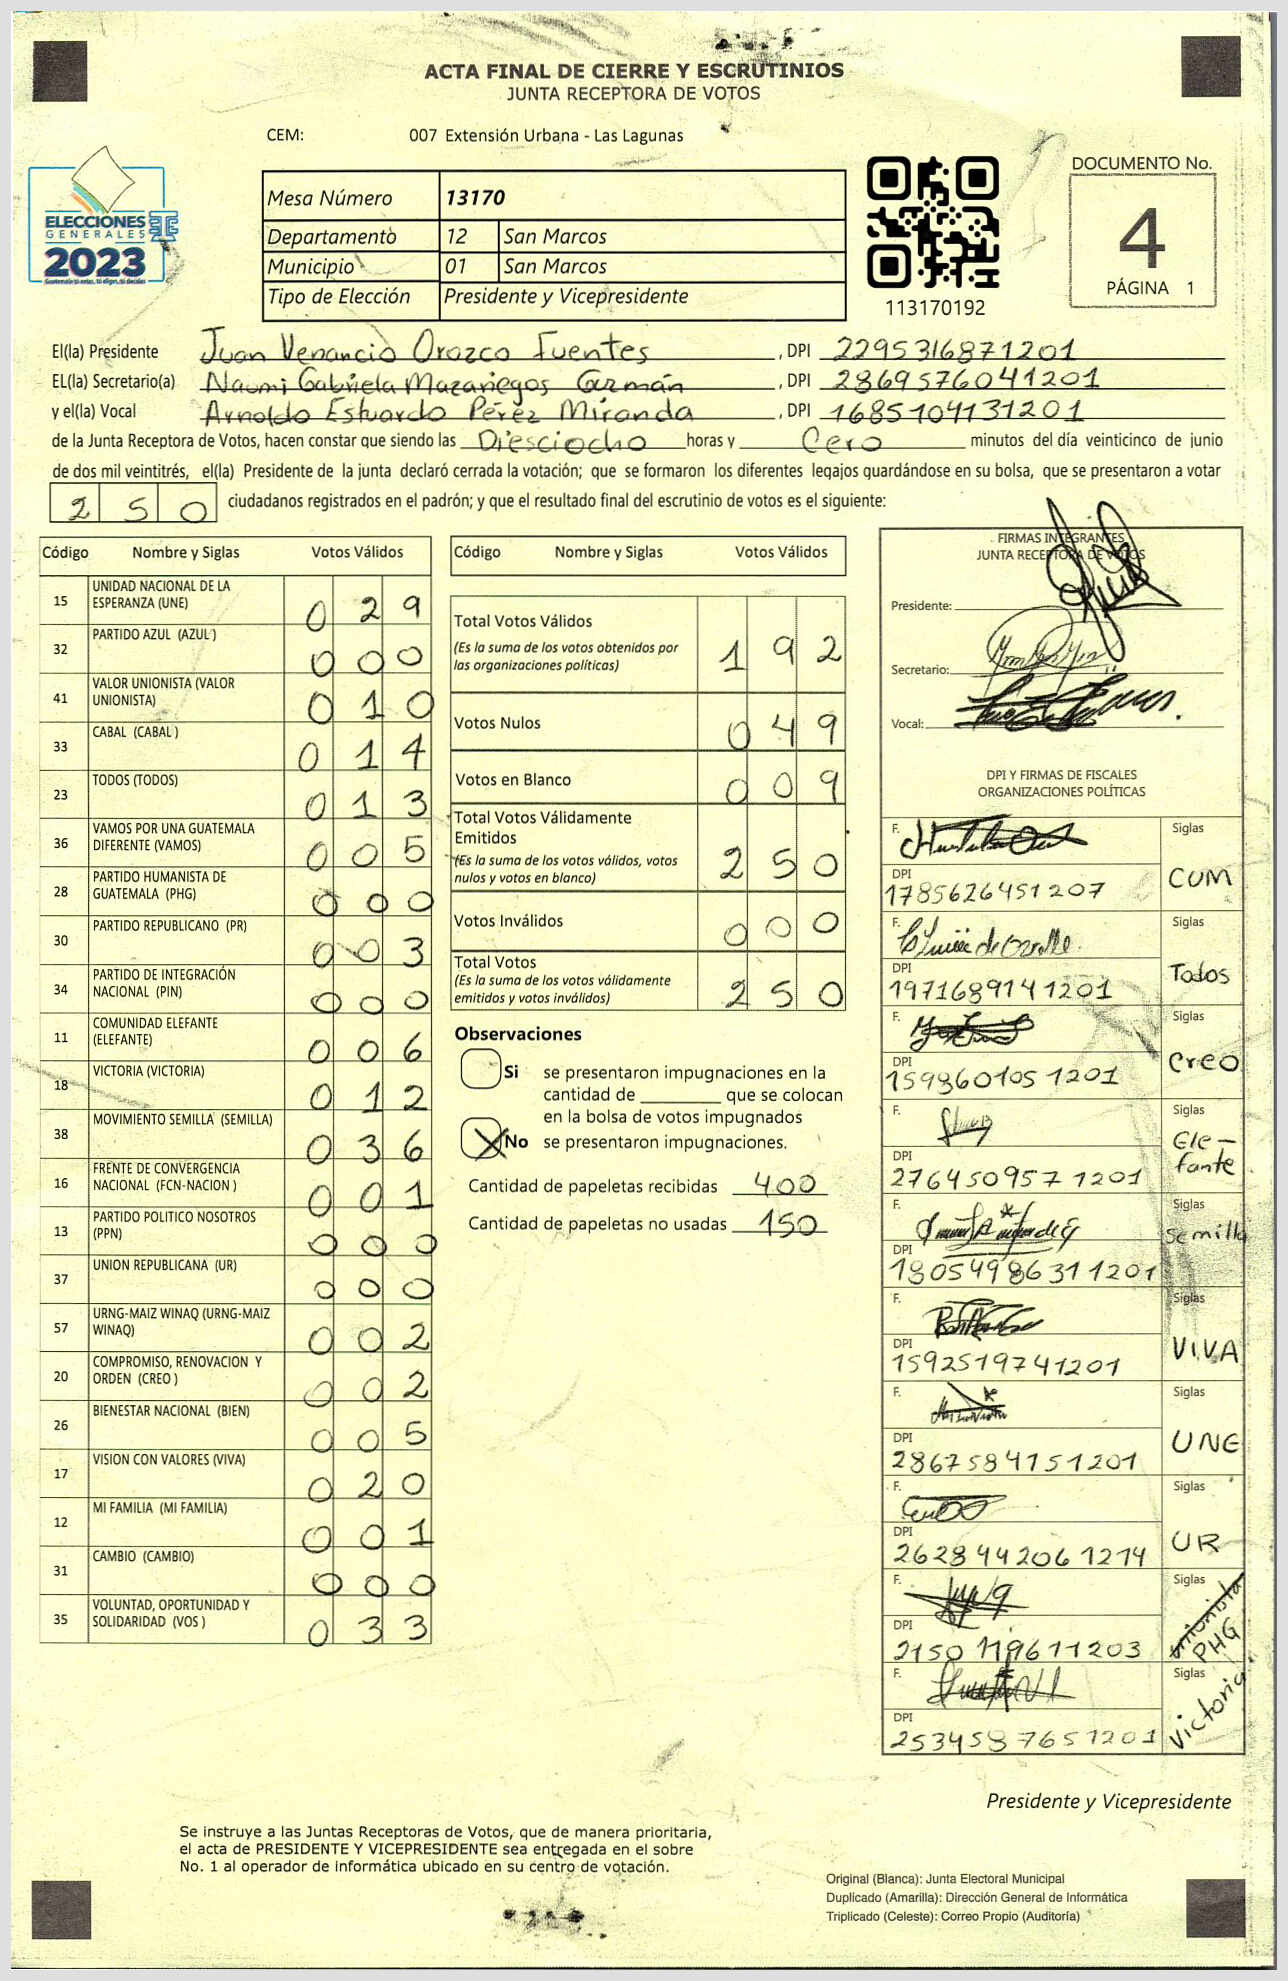 ACTA FINAL DE CIERRE Y ESCRUTINIOS
JUNTA RECEPTORA DE VOTOS
CEM: 007 Extensión Urbana - Las Lagunas
ELECCIONES
GENERALES
2023
Mesa Número 13170
Departamento 12 San Marcos
Municipio 01 San Marcos
Tipo de Elección Presidente y Vicepresidente
113170192
DOCUMENTO No.
4
PÁGINA 1
El(la) Presidente Juan Venancio Orozco Fuentes , DPI 2295316871201
EL(la) Secretario(a) Naomi Gabriela Mazariegos Guzmán , DPI 2869576041201
y el(la) Vocal Arnoldo Estuardo Pérez Miranda , DPI 1685104131201
de la Junta Receptora de Votos, hacen constar que siendo las Diesciocho horas y Cero minutos del día veinticinco de junio
de dos mil veintitrés, el(la) Presidente de la junta declaró cerrada la votación; que se formaron los diferentes legajos guardándose en su bolsa, que se presentaron a votar
250 ciudadanos registrados en el padrón; y que el resultado final del escrutinio de votos es el siguiente:
Código Nombre y Siglas Votos Válidos
15 UNIDAD NACIONAL DE LA ESPERANZA (UNE) 029
32 PARTIDO AZUL (AZUL) 000
41 VALOR UNIONISTA (VALOR UNIONISTA) 010
33 CABAL (CABAL) 014
23 TODOS (TODOS) 013
36 VAMOS POR UNA GUATEMALA DIFERENTE (VAMOS) 005
28 PARTIDO HUMANISTA DE GUATEMALA (PHG) 000
30 PARTIDO REPUBLICANO (PR) 003
34 PARTIDO DE INTEGRACIÓN NACIONAL (PIN) 000
11 COMUNIDAD ELEFANTE (ELEFANTE) 006
18 VICTORIA (VICTORIA) 012
38 MOVIMIENTO SEMILLA (SEMILLA) 036
16 FRENTE DE CONVERGENCIA NACIONAL (FCN-NACION) 001
13 PARTIDO POLITICO NOSOTROS (PPN) 000
37 UNION REPUBLICANA (UR) 000
57 URNG-MAIZ WINAQ (URNG-MAIZ WINAQ) 002
20 COMPROMISO, RENOVACION Y ORDEN (CREO) 002
26 BIENESTAR NACIONAL (BIEN) 005
17 VISION CON VALORES (VIVA) 020
12 MI FAMILIA (MI FAMILIA) 001
31 CAMBIO (CAMBIO) 000
35 VOLUNTAD, OPORTUNIDAD Y SOLIDARIDAD (VOS) 033
Código Nombre y Siglas Votos Válidos
Total Votos Válidos 192
(Es la suma de los votos obtenidos por
las organizaciones políticas)
Votos Nulos 049
Votos en Blanco 009
Total Votos Válidamente
Emitidos 250
(Es la suma de los votos válidos, votos
nulos y votos en blanco)
Votos Inválidos 000
Total Votos 250
(Es la suma de los votos válidamente
emitidos y votos inválidos)
Observaciones
Si se presentaron impugnaciones en la
cantidad de ________ que se colocan
en la bolsa de votos impugnados
X No se presentaron impugnaciones.
Cantidad de papeletas recibidas 400
Cantidad de papeletas no usadas 150
FIRMAS INTEGRANTES
JUNTA RECEPTORA DE VOTOS
Presidente:
Secretario:
Vocal:
DPI Y FIRMAS DE FISCALES
ORGANIZACIONES POLÍTICAS
F. Siglas
DPI
1785626451207 CUM
F. Siglas
DPI
1971689141201 Todos
F. Siglas
DPI
1593601051201 Creo
F. Siglas
DPI
2764509571201 Ele-
fante
F. Siglas
DPI
18054986311201 Semilla
F. Siglas
DPI
1592519741201 VIVA
F. Siglas
DPI
2867584151201 UNE
F. Siglas
DPI
2628442061214 UR
F. Siglas
DPI
2150119611203 unionista PHG
F. Siglas
DPI
2534587651201 Victoria
Presidente y Vicepresidente
Se instruye a las Juntas Receptoras de Votos, que de manera prioritaria,
el acta de PRESIDENTE Y VICEPRESIDENTE sea entregada en el sobre
No. 1 al operador de informática ubicado en su centro de votación.
Original (Blanca): Junta Electoral Municipal
Duplicado (Amarilla): Dirección General de Informática
Triplicado (Celeste): Correo Propio (Auditoría)